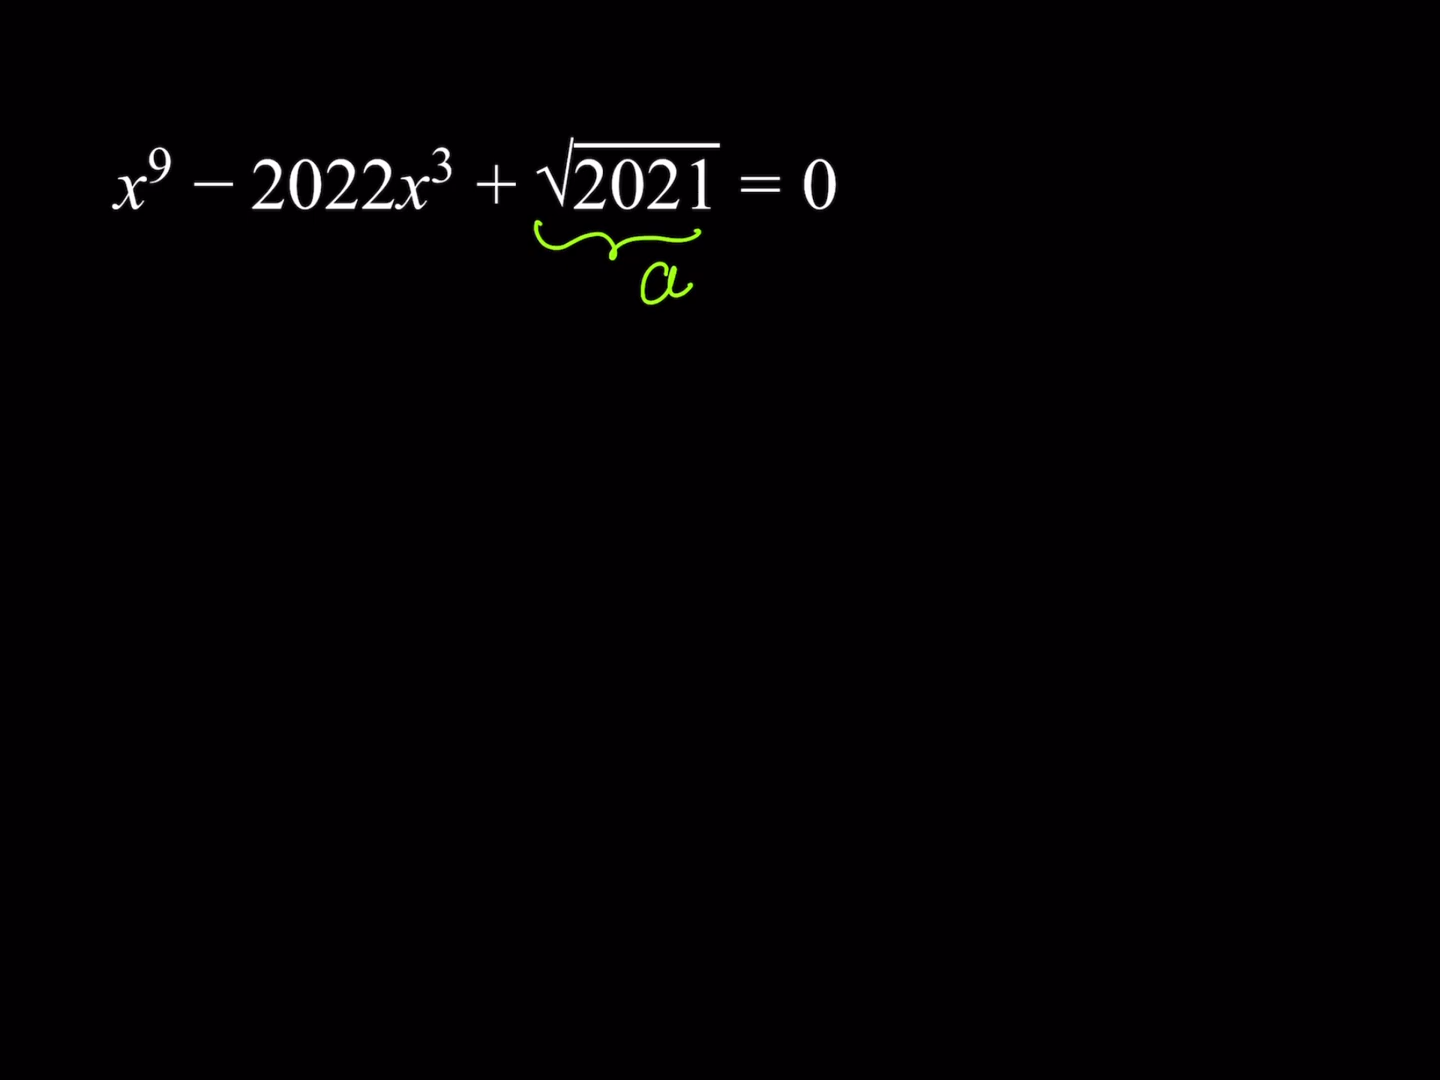 x⁹ − 2022x³ + √2021 = 0
a